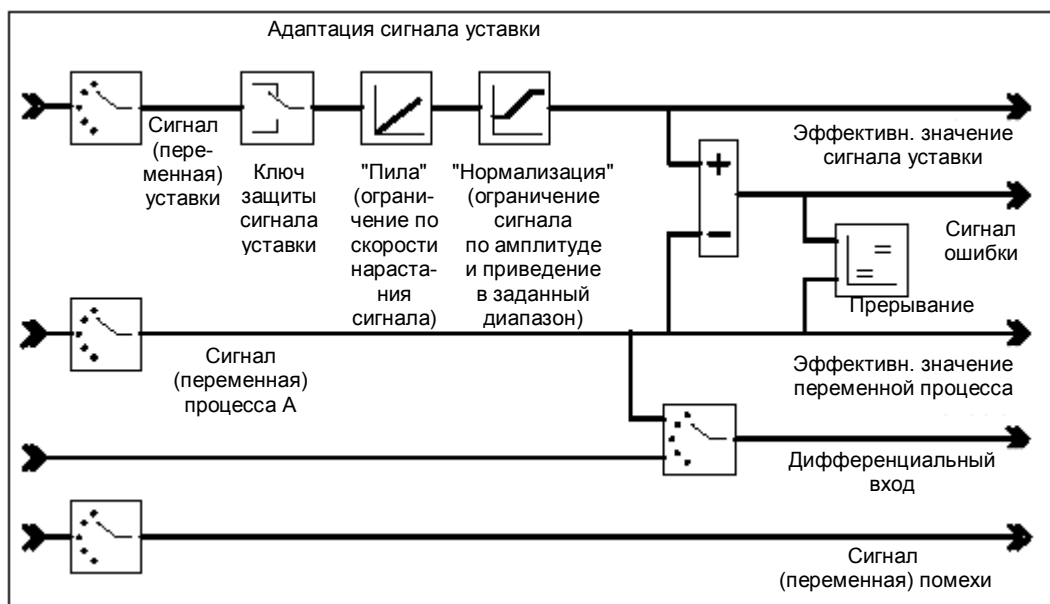 Адаптация сигнала уставки
Сигнал
(пере-
менная)
уставки
Ключ
защиты
сигнала
уставки
"Пила"
(ограни-
чение по
скорости
нараста-
ния
сигнала)
"Нормализация"
(ограничение
сигнала
по амплитуде
и приведение
в заданный
диапазон)
Эффективн. значение
сигнала уставки
Сигнал
ошибки
Прерывание
Сигнал
(переменная)
процесса А
Эффективн. значение
переменной процесса
Дифференциальный
вход
Сигнал
(переменная) помехи